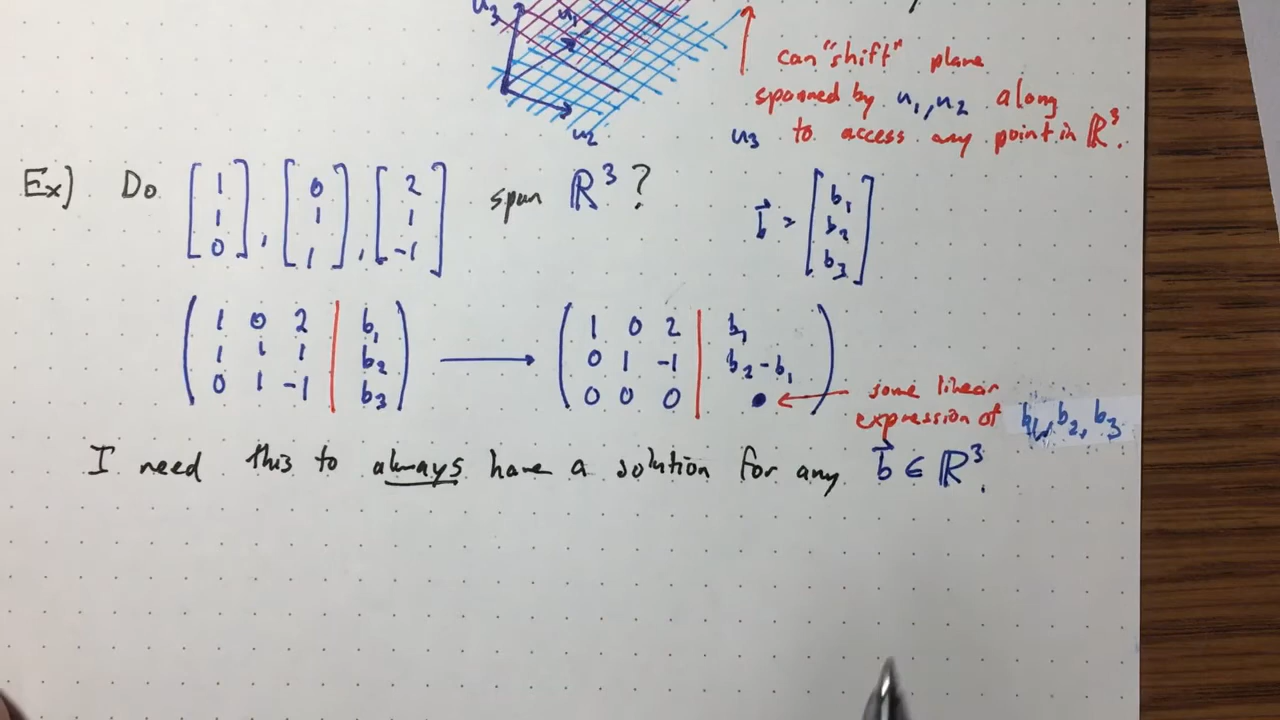 u3 u1
u2
can "shift" plane
spanned by u1, u2 along
u3 to access any point in ℝ³.
Ex) Do [1 1 0], [0 1 1], [2 1 -1] span ℝ³?
b⃗ = [b1 b2 b3]
1 0 2 | b1
1 1 1 | b2
0 1 -1 | b3
→
1 0 2 | b1
0 1 -1 | b2 - b1
0 0 0 | •
some linear
expression of b1, b2, b3
I need this to always have a solution for any b⃗ ∈ ℝ³.